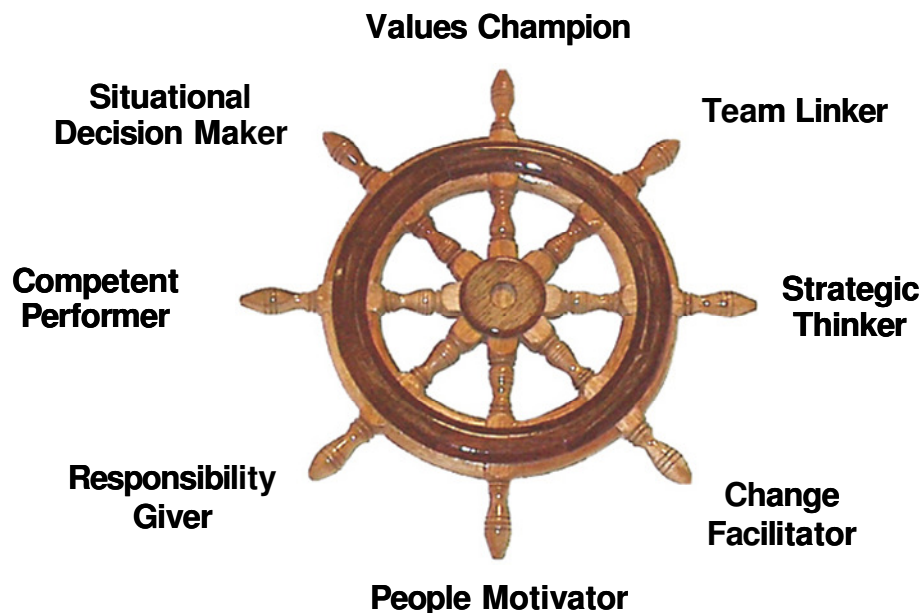 Values Champion
Situational
Decision Maker
Team Linker
Competent
Performer
Strategic
Thinker
Responsibility
Giver
Change
Facilitator
People Motivator